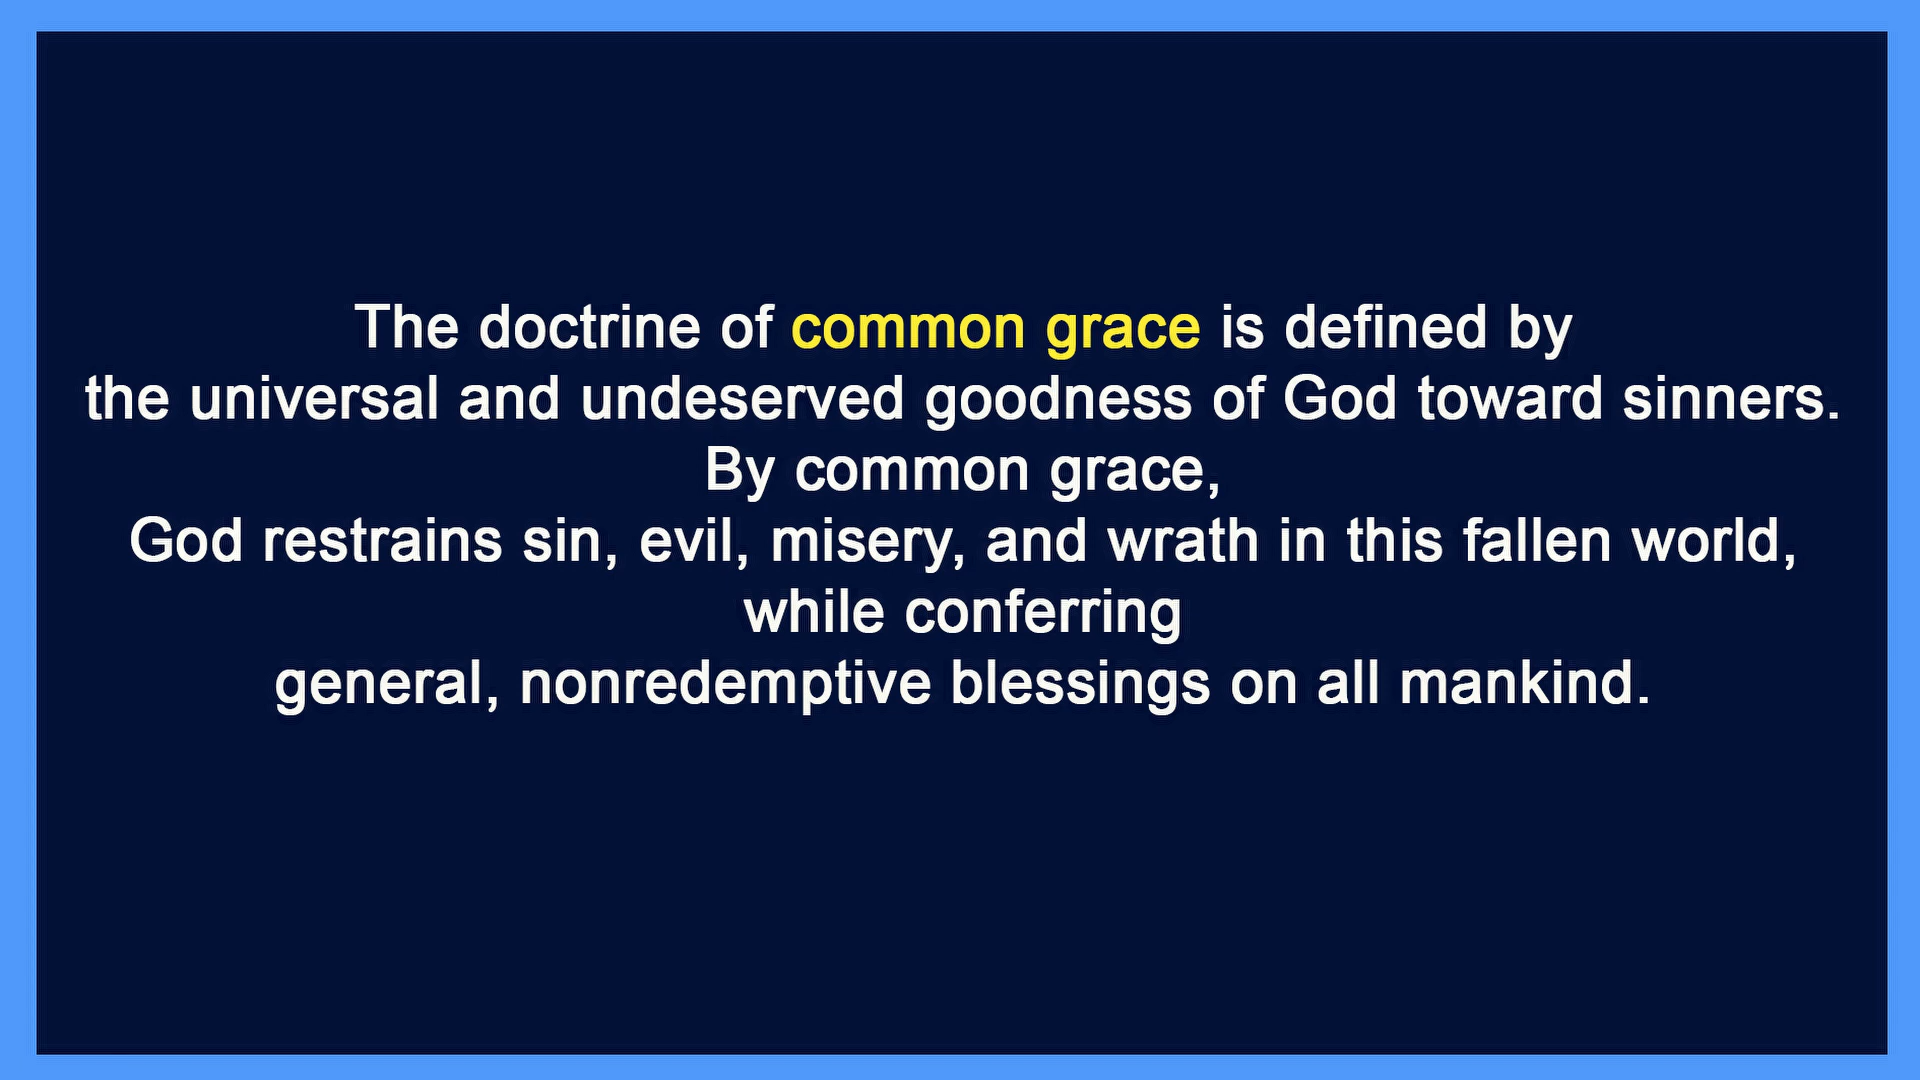 The doctrine of common grace is defined by
the universal and undeserved goodness of God toward sinners.
By common grace,
God restrains sin, evil, misery, and wrath in this fallen world,
while conferring
general, nonredemptive blessings on all mankind.